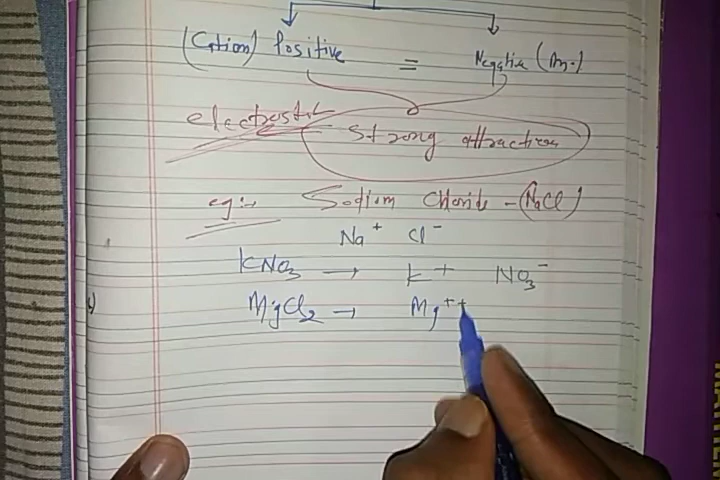 (Cation) Positive = Negative (An-)
electrostatic
Strong attraction
eg:- Sodium Chloride - (NaCl)
Na⁺ Cl⁻
KNO₃ → K⁺ NO₃⁻
MgCl₂ → Mg⁺⁺